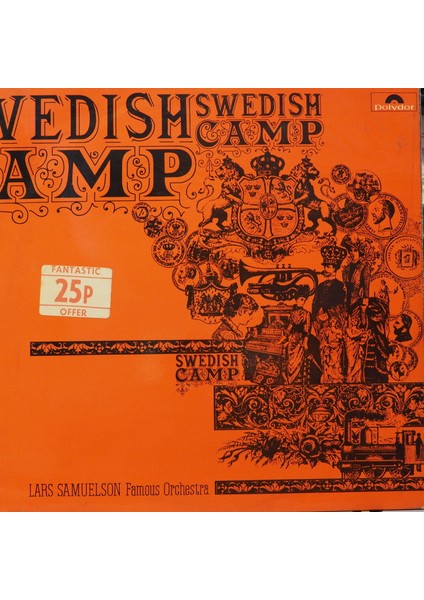 WEDISH
AMP
SWEDISH
CAMP
polydor
FANTASTIC
25P
OFFER
SWEDISH
CAMP
LARS SAMUELSON Famous Orchestra